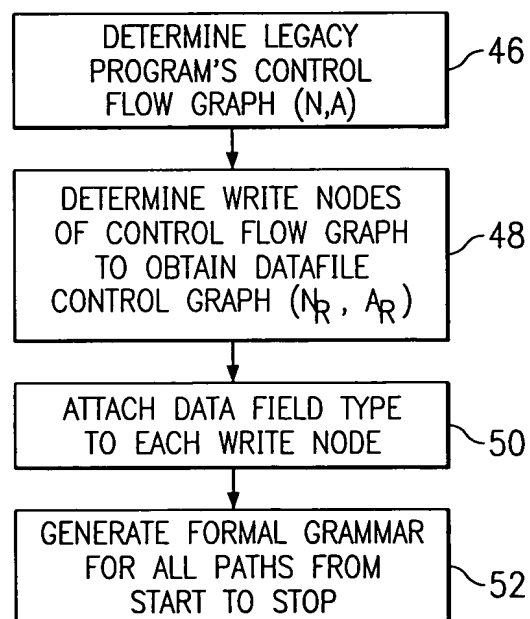 DETERMINE LEGACY
PROGRAM'S CONTROL
FLOW GRAPH (N,A)
46
DETERMINE WRITE NODES
OF CONTROL FLOW GRAPH
TO OBTAIN DATAFILE
CONTROL GRAPH (NR , AR)
48
ATTACH DATA FIELD TYPE
TO EACH WRITE NODE
50
GENERATE FORMAL GRAMMAR
FOR ALL PATHS FROM
START TO STOP
52